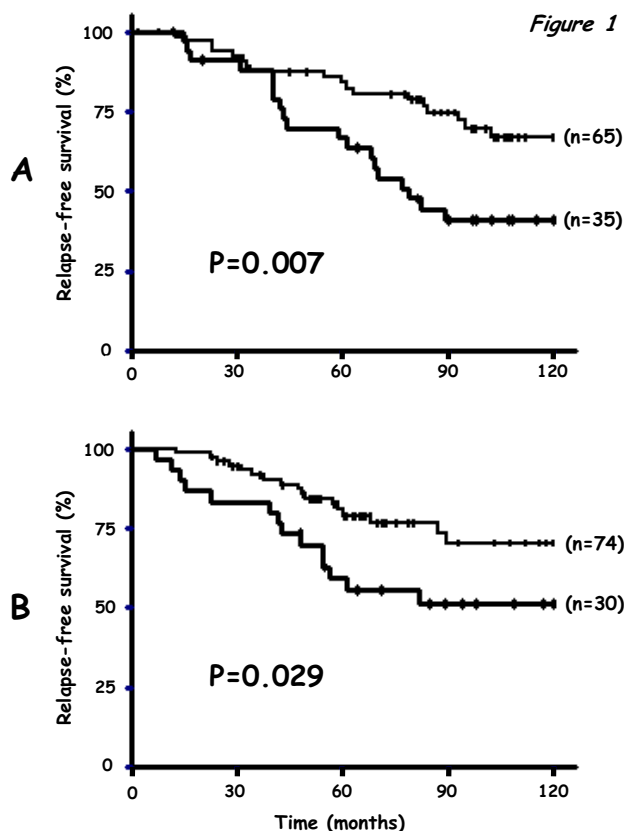 Figure 1
A
Relapse-free survival (%)
100
75
50
25
0
(n=65)
(n=35)
P=0.007
0 30 60 90 120
B
Relapse-free survival (%)
100
75
50
25
0
(n=74)
(n=30)
P=0.029
0 30 60 90 120
Time (months)